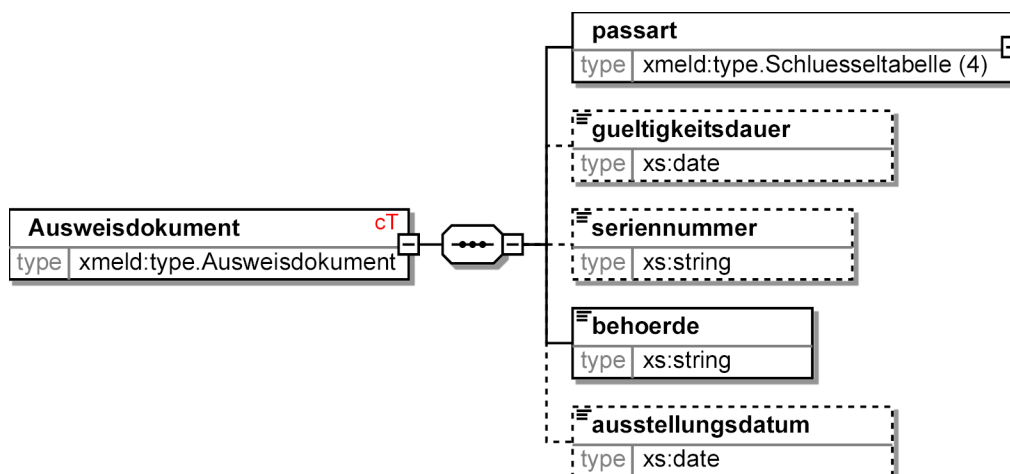 passart
type xmeld:type.Schluesseltabelle (4)
gueltigkeitsdauer
type xs:date
Ausweisdokument cT
type xmeld:type.Ausweisdokument
seriennummer
type xs:string
behoerde
type xs:string
ausstellungsdatum
type xs:date